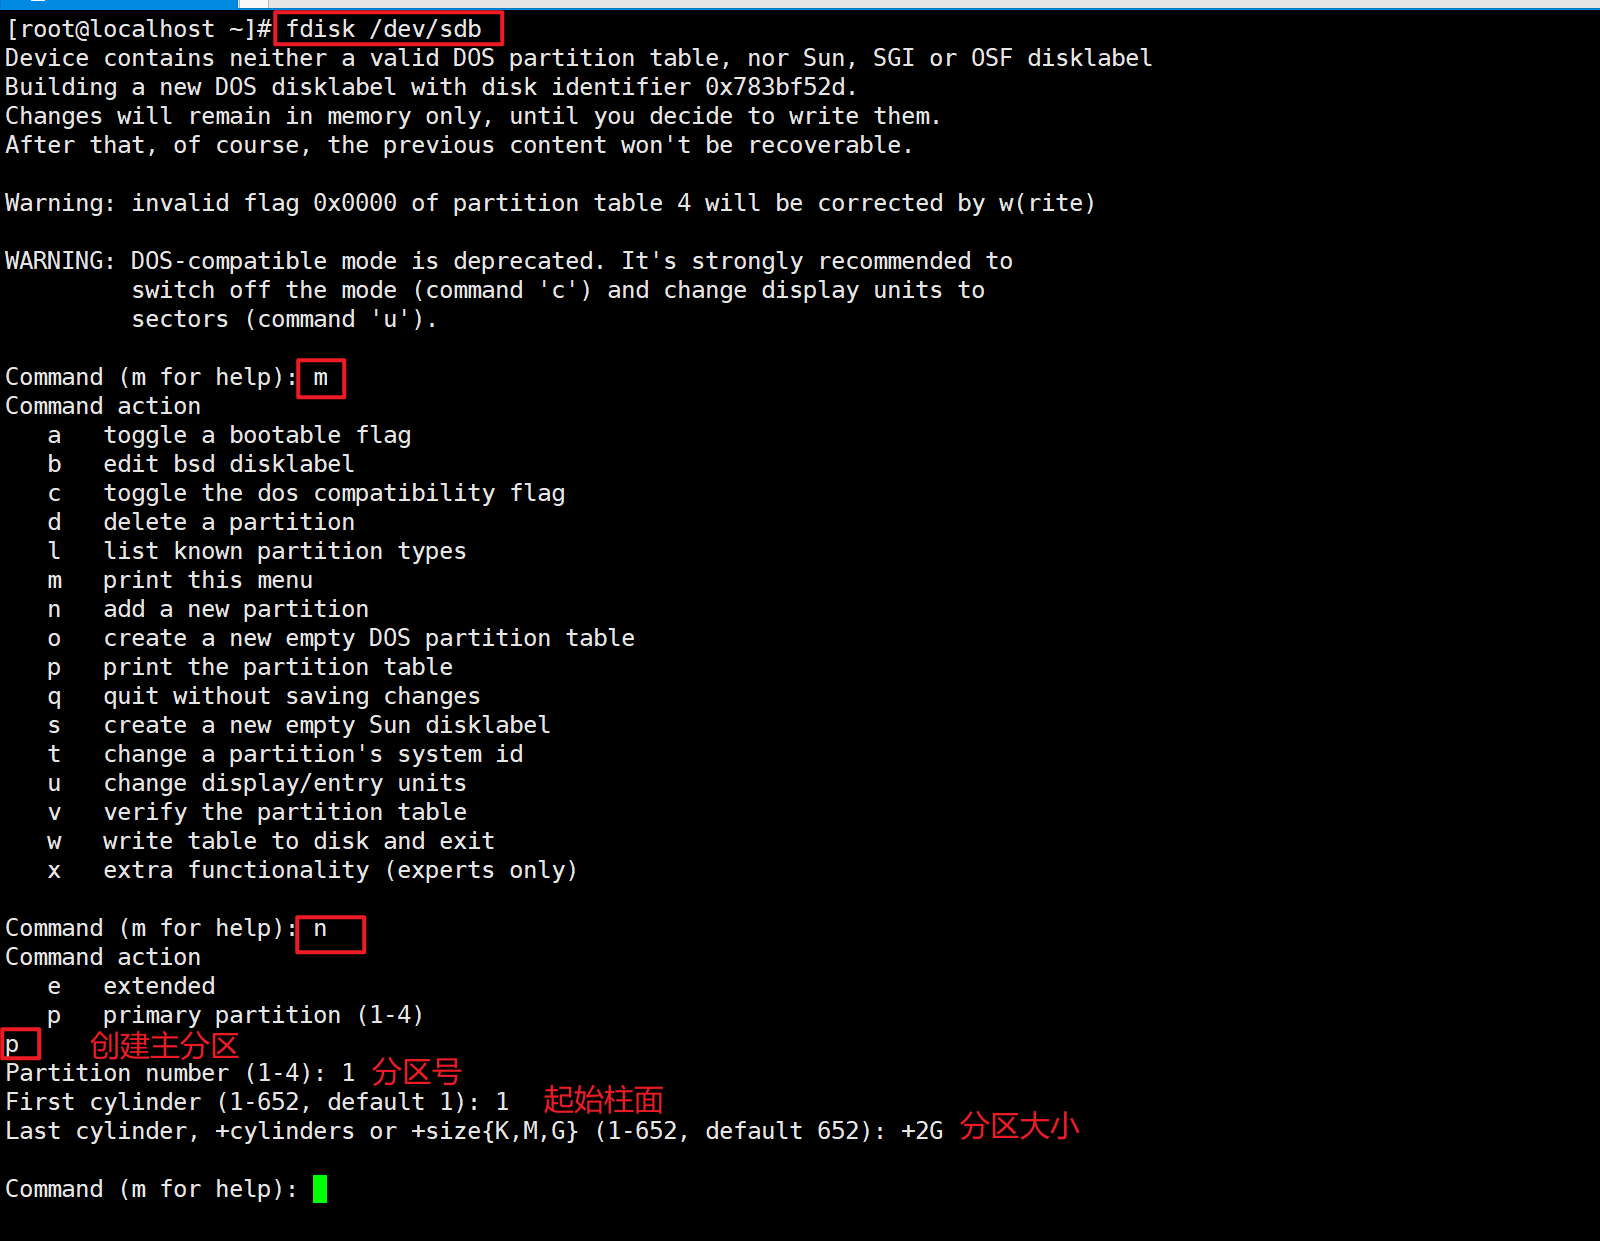 [root@localhost ~]# fdisk /dev/sdb
Device contains neither a valid DOS partition table, nor Sun, SGI or OSF disklabel
Building a new DOS disklabel with disk identifier 0x783bf52d.
Changes will remain in memory only, until you decide to write them.
After that, of course, the previous content won't be recoverable.
Warning: invalid flag 0x0000 of partition table 4 will be corrected by w(rite)
WARNING: DOS-compatible mode is deprecated. It's strongly recommended to
switch off the mode (command 'c') and change display units to
sectors (command 'u').
Command (m for help): m
Command action
a   toggle a bootable flag
b   edit bsd disklabel
c   toggle the dos compatibility flag
d   delete a partition
l   list known partition types
m   print this menu
n   add a new partition
o   create a new empty DOS partition table
p   print the partition table
q   quit without saving changes
s   create a new empty Sun disklabel
t   change a partition's system id
u   change display/entry units
v   verify the partition table
w   write table to disk and exit
x   extra functionality (experts only)
Command (m for help): n
Command action
e   extended
p   primary partition (1-4)
p 创建主分区
Partition number (1-4): 1 分区号
First cylinder (1-652, default 1): 1 起始柱面
Last cylinder, +cylinders or +size{K,M,G} (1-652, default 652): +2G 分区大小
Command (m for help):